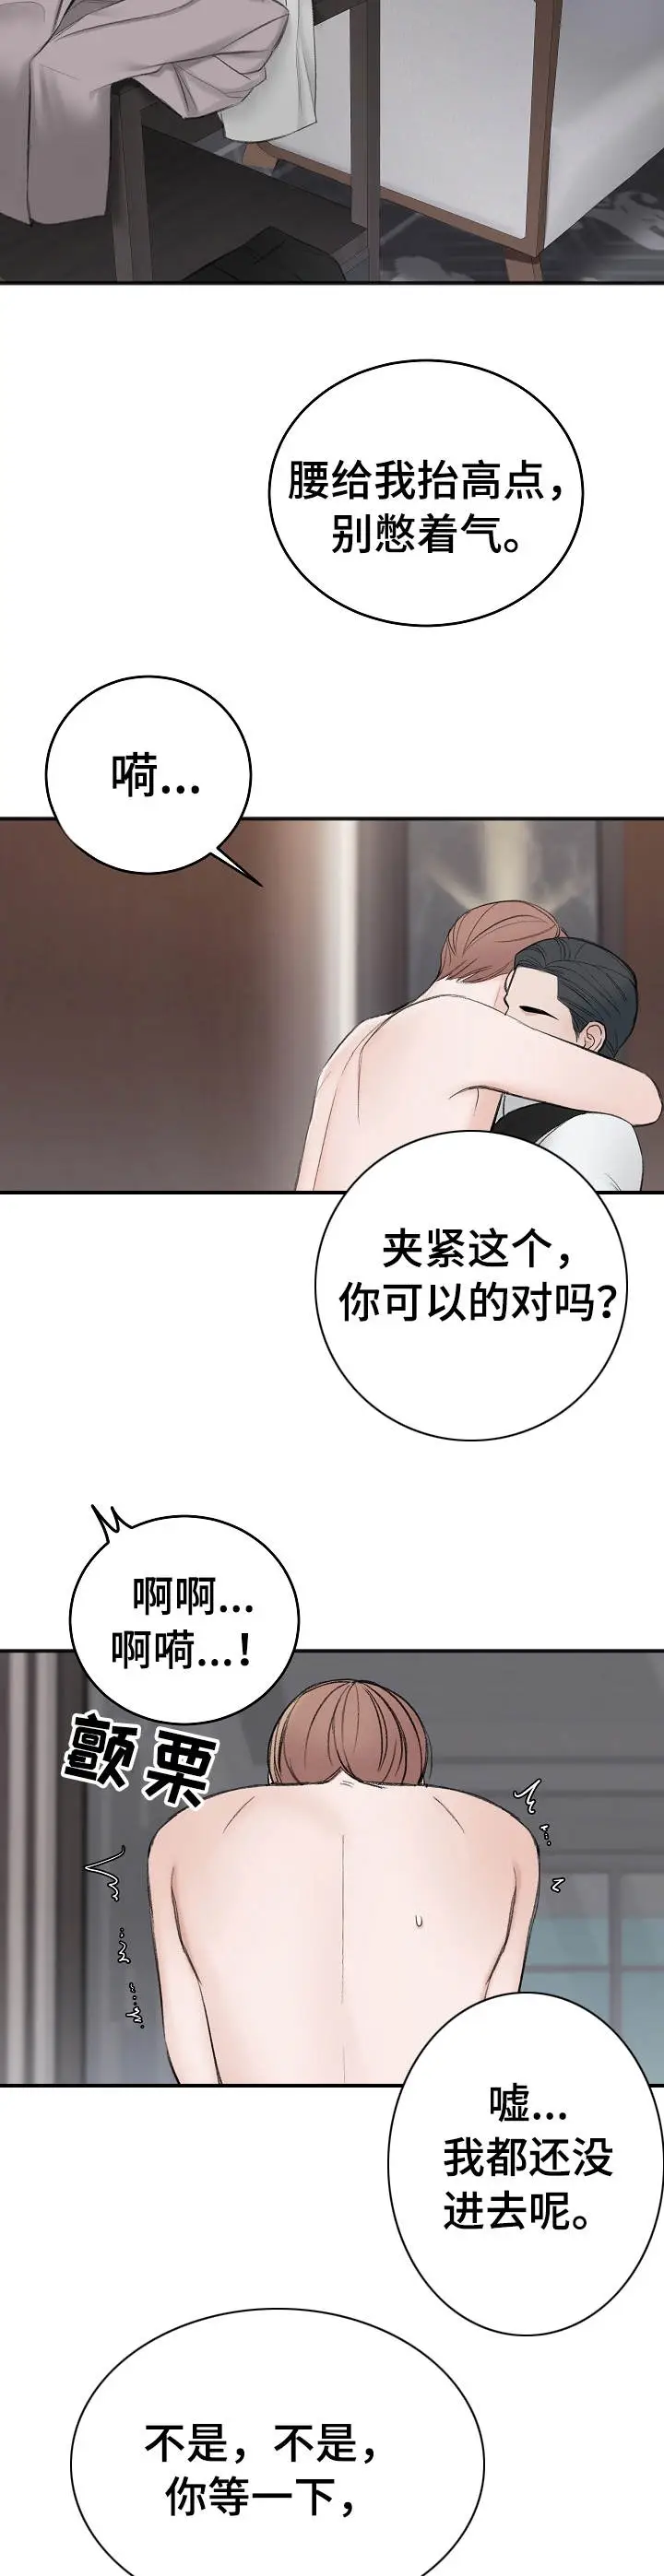 腰给我抬高点，
别憋着气。
嗬...
夹紧这个，
你可以的对吗？
啊啊...
啊嗬...！
颤栗
嘘...
我都还没
进去呢。
不是，不是，
你等一下，